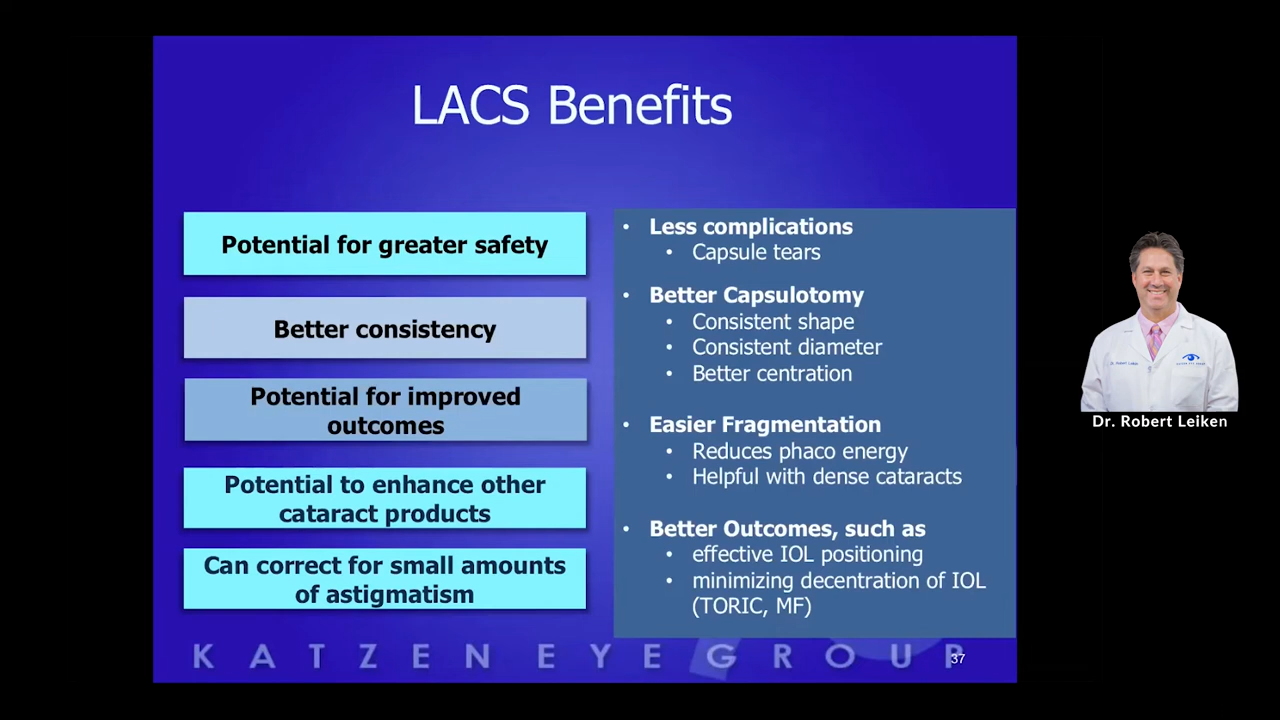 LACS Benefits
Potential for greater safety
Better consistency
Potential for improved
outcomes
Potential to enhance other
cataract products
Can correct for small amounts
of astigmatism
• Less complications
• Capsule tears
• Better Capsulotomy
• Consistent shape
• Consistent diameter
• Better centration
• Easier Fragmentation
• Reduces phaco energy
• Helpful with dense cataracts
• Better Outcomes, such as
• effective IOL positioning
• minimizing decentration of IOL
(TORIC, MF)
KATZEN EYE GROUP
37
Dr. Robert Leiken
Dr. Robert Leiken